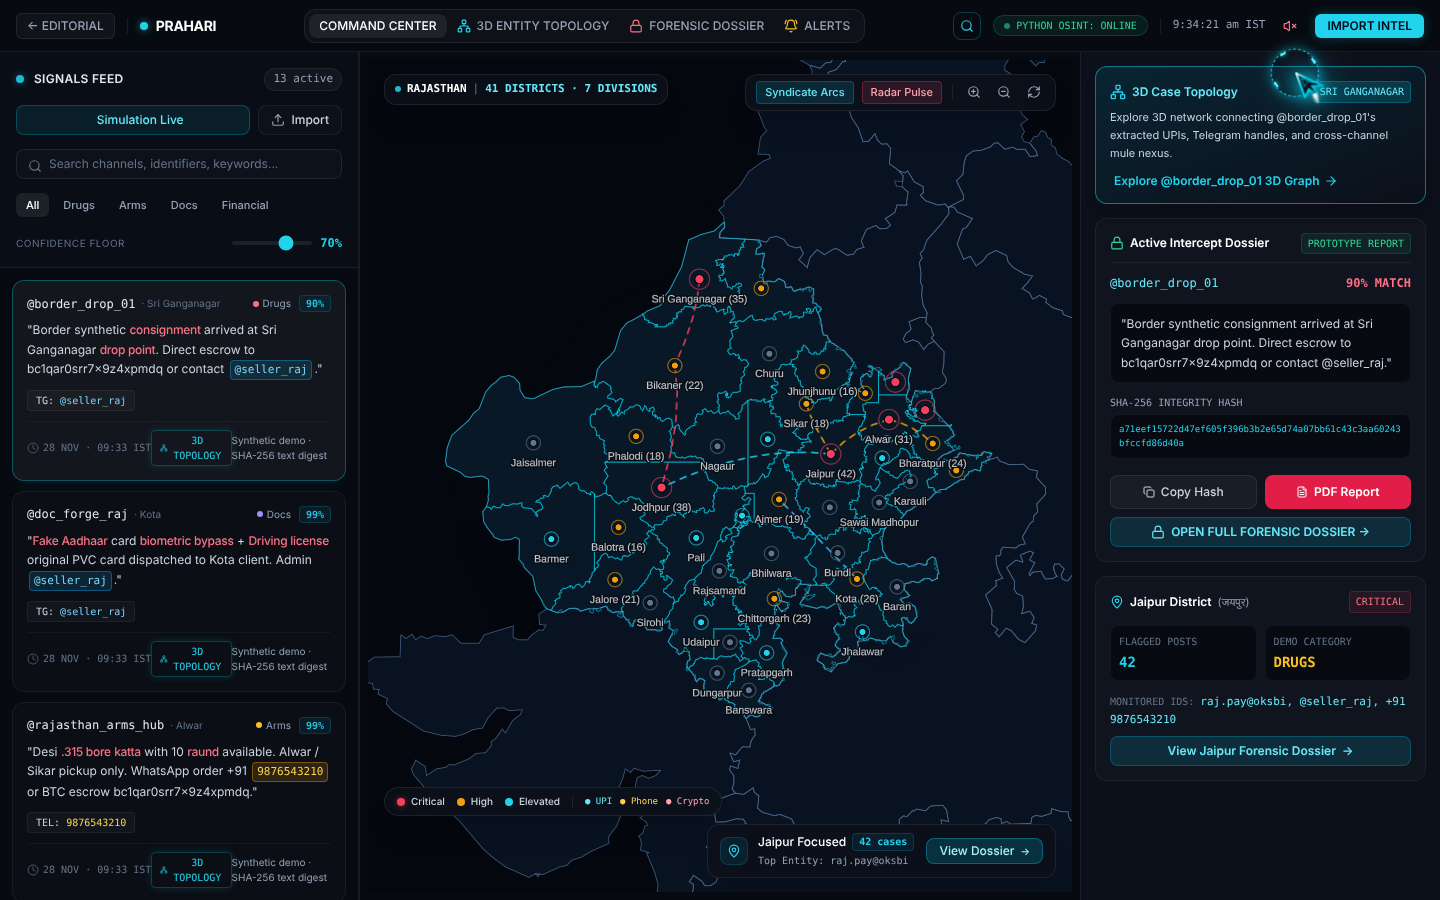 ← EDITORIAL
PRAHARI
COMMAND CENTER
3D ENTITY TOPOLOGY
FORENSIC DOSSIER
ALERTS
PYTHON OSINT: ONLINE
9:34:21 am IST
IMPORT INTEL
SIGNALS FEED
13 active
Simulation Live
Import
Search channels, identifiers, keywords...
All
Drugs
Arms
Docs
Financial
CONFIDENCE FLOOR
70%
@border_drop_01 · Sri Ganganagar
Drugs
90%
"Border synthetic consignment arrived at Sri
Ganganagar drop point. Direct escrow to
bc1qar0srr7×9z4xpmdq or contact @seller_raj ."
TG: @seller_raj
28 NOV · 09:33 IST
3D
TOPOLOGY
Synthetic demo ·
SHA-256 text digest
@doc_forge_raj · Kota
Docs
99%
"Fake Aadhaar card biometric bypass + Driving license
original PVC card dispatched to Kota client. Admin
@seller_raj ."
TG: @seller_raj
28 NOV · 09:33 IST
3D
TOPOLOGY
Synthetic demo ·
SHA-256 text digest
@rajasthan_arms_hub · Alwar
Arms
99%
"Desi .315 bore katta with 10 raund available. Alwar /
Sikar pickup only. WhatsApp order +91 9876543210
or BTC escrow bc1qar0srr7×9z4xpmdq."
TEL: 9876543210
28 NOV · 09:33 IST
3D
TOPOLOGY
Synthetic demo ·
SHA-256 text digest
RAJASTHAN | 41 DISTRICTS · 7 DIVISIONS
Syndicate Arcs
Radar Pulse
Sri Ganganagar (35)
Churu
Bikaner (22)
Jhunjhunu (16)
Sikar (18)
Alwar (31)
Jaisalmer
Phalodi (18)
Nagaur
Jaipur (42)
Bharatpur (24)
Karauli
Jodhpur (38)
Ajmer (19)
Sawai Madhopur
Balotra (16)
Barmer
Pali
Bhilwara
Bundi
Rajsamand
Jalore (21)
Kota (26)
Baran
Sirohi
Chittorgarh (23)
Udaipur
Jhalawar
Pratapgarh
Dungarpur
Banswara
Critical
High
Elevated
UPI
Phone
Crypto
Jaipur Focused
42 cases
Top Entity: raj.pay@oksbi
View Dossier →
3D Case Topology
SRI GANGANAGAR
Explore 3D network connecting @border_drop_01's
extracted UPIs, Telegram handles, and cross-channel
mule nexus.
Explore @border_drop_01 3D Graph →
Active Intercept Dossier
PROTOTYPE REPORT
@border_drop_01
90% MATCH
"Border synthetic consignment arrived at Sri
Ganganagar drop point. Direct escrow to
bc1qar0srr7×9z4xpmdq or contact @seller_raj."
SHA-256 INTEGRITY HASH
a71eef15722d47ef605f396b3b2e65d74a07bb61c43c3aa60243
bfccfd86d40a
Copy Hash
PDF Report
OPEN FULL FORENSIC DOSSIER →
Jaipur District (जयपुर)
CRITICAL
FLAGGED POSTS
42
DEMO CATEGORY
DRUGS
MONITORED IDS: raj.pay@oksbi, @seller_raj, +91
9876543210
View Jaipur Forensic Dossier →